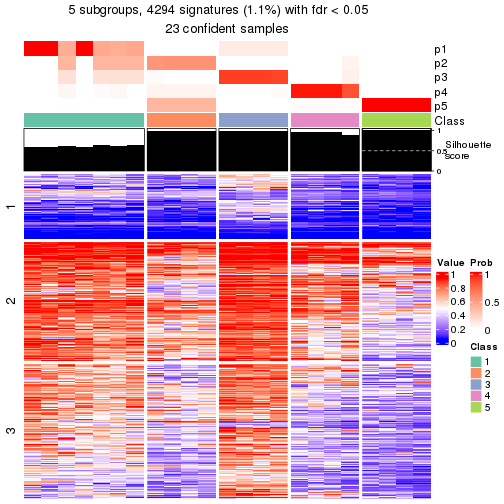 5 subgroups, 4294 signatures (1.1%) with fdr < 0.05
23 confident samples
p1
p2
p3
p4
p5
Class
1
0.5
0
Silhouette
score
1
2
3
Value
1
0.8
0.6
0.4
0.2
0
Prob
1
0.5
0
Class
1
2
3
4
5